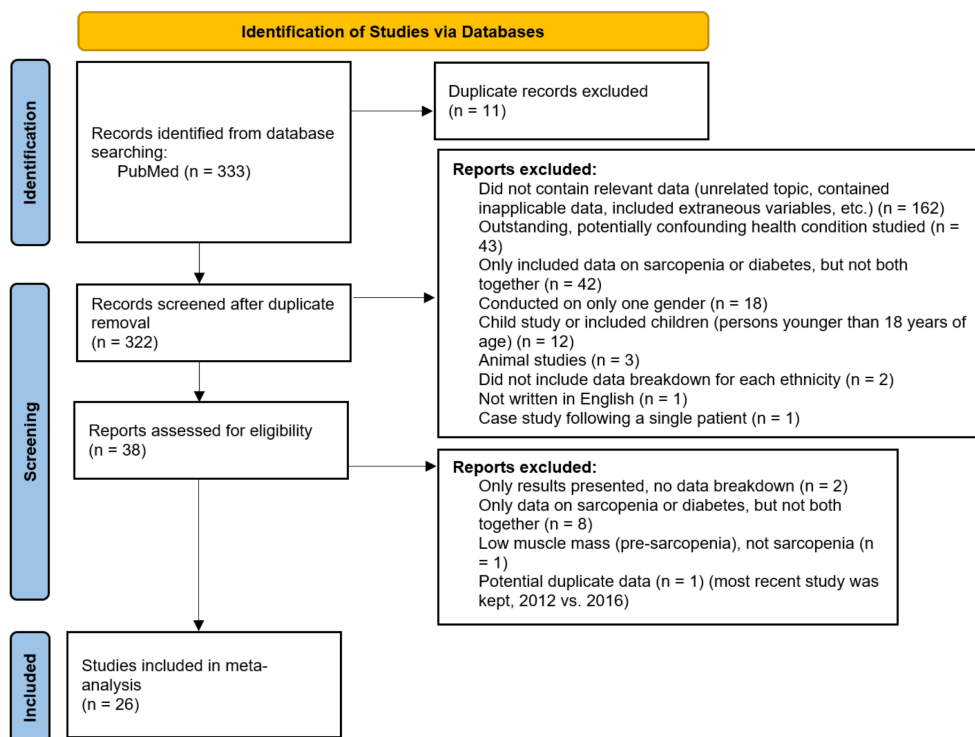 Identification of Studies via Databases
Identification
Records identified from database
searching:
PubMed (n = 333)
Duplicate records excluded
(n = 11)
Screening
Records screened after duplicate
removal
(n = 322)
Reports excluded:
Did not contain relevant data (unrelated topic, contained
inapplicable data, included extraneous variables, etc.) (n = 162)
Outstanding, potentially confounding health condition studied (n =
43)
Only included data on sarcopenia or diabetes, but not both
together (n = 42)
Conducted on only one gender (n = 18)
Child study or included children (persons younger than 18 years of
age) (n = 12)
Animal studies (n = 3)
Did not include data breakdown for each ethnicity (n = 2)
Not written in English (n = 1)
Case study following a single patient (n = 1)
Reports assessed for eligibility
(n = 38)
Reports excluded:
Only results presented, no data breakdown (n = 2)
Only data on sarcopenia or diabetes, but not both
together (n = 8)
Low muscle mass (pre-sarcopenia), not sarcopenia (n
= 1)
Potential duplicate data (n = 1) (most recent study was
kept, 2012 vs. 2016)
Included
Studies included in meta-
analysis
(n = 26)